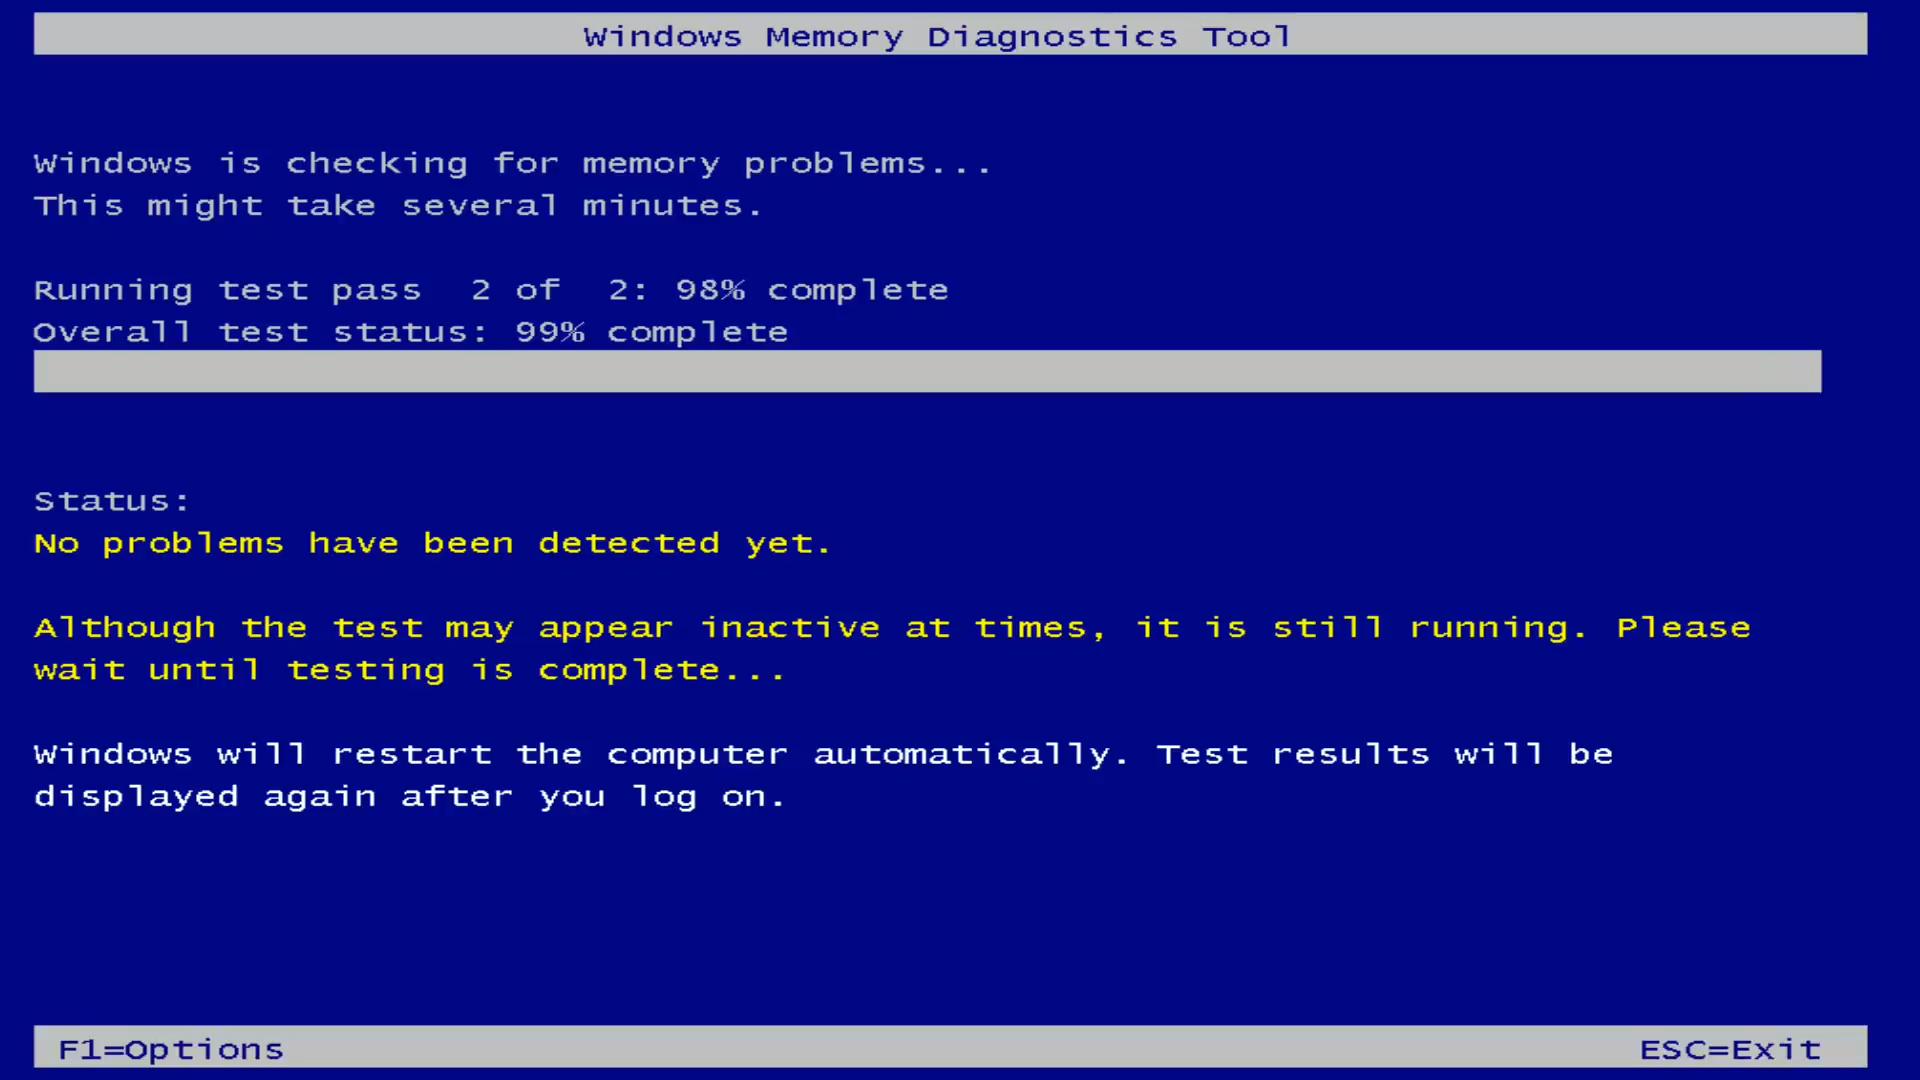 Windows Memory Diagnostics Tool
Windows is checking for memory problems...
This might take several minutes.
Running test pass  2 of  2: 98% complete
Overall test status: 99% complete
Status:
No problems have been detected yet.
Although the test may appear inactive at times, it is still running. Please
wait until testing is complete...
Windows will restart the computer automatically. Test results will be
displayed again after you log on.
F1=Options ESC=Exit